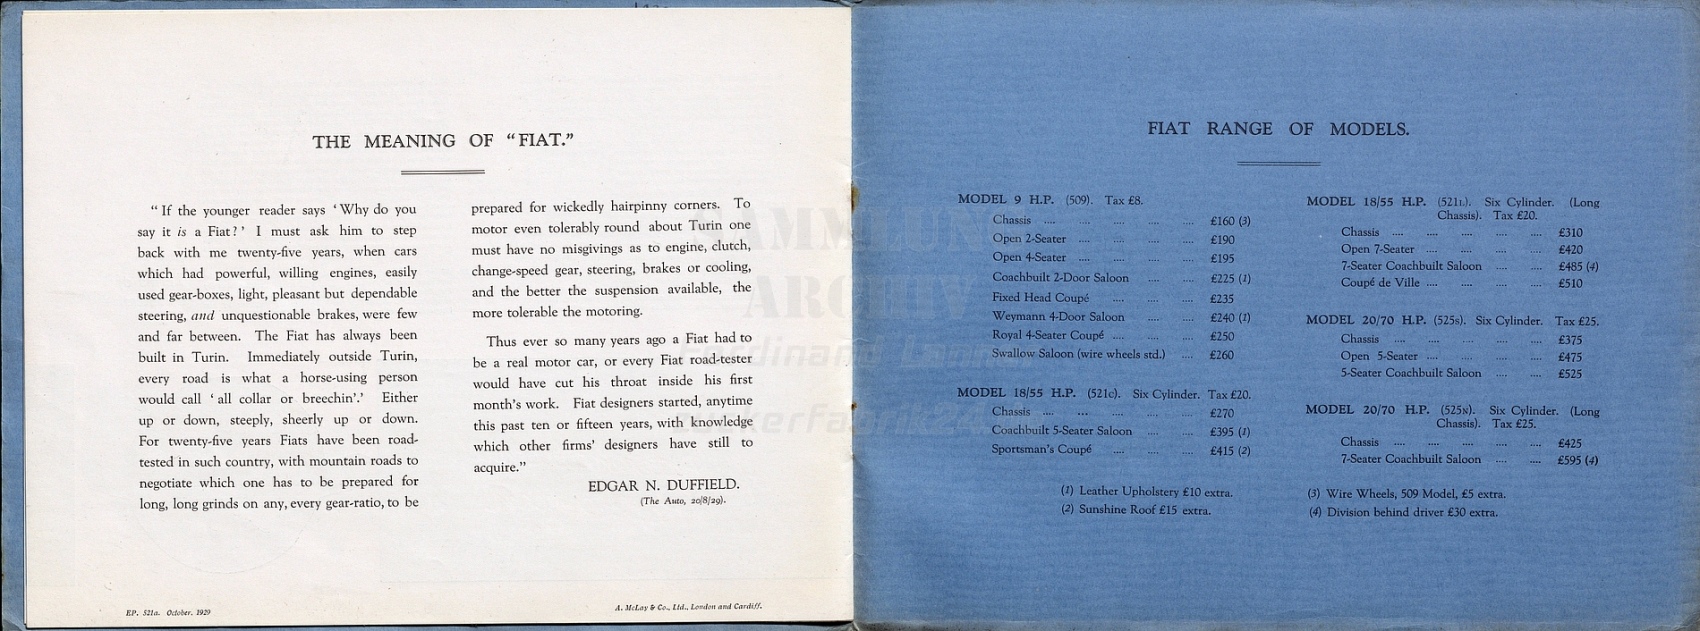 THE MEANING OF “FIAT.”
“ If the younger reader says ‘ Why do you
say it is a Fiat ? ’ I must ask him to step
back with me twenty-five years, when cars
which had powerful, willing engines, easily
used gear-boxes, light, pleasant but dependable
steering, and unquestionable brakes, were few
and far between. The Fiat has always been
built in Turin. Immediately outside Turin,
every road is what a horse-using person
would call ‘ all collar or breechin’.’ Either
up or down, steeply, sheerly up or down.
For twenty-five years Fiats have been road-
tested in such country, with mountain roads to
negotiate which one has to be prepared for
long, long grinds on any, every gear-ratio, to be
prepared for wickedly hairpinny corners. To
motor even tolerably round about Turin one
must have no misgivings as to engine, clutch,
change-speed gear, steering, brakes or cooling,
and the better the suspension available, the
more tolerable the motoring.
Thus ever so many years ago a Fiat had to
be a real motor car, or every Fiat road-tester
would have cut his throat inside his first
month’s work. Fiat designers started, anytime
this past ten or fifteen years, with knowledge
which other firms’ designers have still to
acquire.”
EDGAR N. DUFFIELD.
(The Auto, 20/8/29).
EP. 521a. October. 1929
A. McLay & Co., Ltd., London and Cardiff.
FIAT RANGE OF MODELS.
MODEL 9 H.P. (509). Tax £8.
Chassis .... .... .... .... .... £160 (3)
Open 2-Seater .... .... .... .... £190
Open 4-Seater .... .... .... .... £195
Coachbuilt 2-Door Saloon .... .... £225 (1)
Fixed Head Coupé .... .... .... £235
Weymann 4-Door Saloon .... .... £240 (1)
Royal 4-Seater Coupé .... .... .... £250
Swallow Saloon (wire wheels std.) .... £260
MODEL 18/55 H.P. (521c). Six Cylinder. Tax £20.
Chassis .... .... .... .... .... £270
Coachbuilt 5-Seater Saloon .... .... £395 (1)
Sportsman’s Coupé .... .... .... £415 (2)
MODEL 18/55 H.P. (521L). Six Cylinder. (Long
Chassis). Tax £20.
Chassis .... .... .... .... .... £310
Open 7-Seater .... .... .... .... £420
7-Seater Coachbuilt Saloon .... .... £485 (4)
Coupé de Ville .... .... .... .... £510
MODEL 20/70 H.P. (525s). Six Cylinder. Tax £25.
Chassis .... .... .... .... .... £375
Open 5-Seater .... .... .... .... £475
5-Seater Coachbuilt Saloon .... .... £525
MODEL 20/70 H.P. (525N). Six Cylinder. (Long
Chassis). Tax £25.
Chassis .... .... .... .... .... £425
7-Seater Coachbuilt Saloon .... .... £595 (4)
(1) Leather Upholstery £10 extra.
(2) Sunshine Roof £15 extra.
(3) Wire Wheels, 509 Model, £5 extra.
(4) Division behind driver £30 extra.